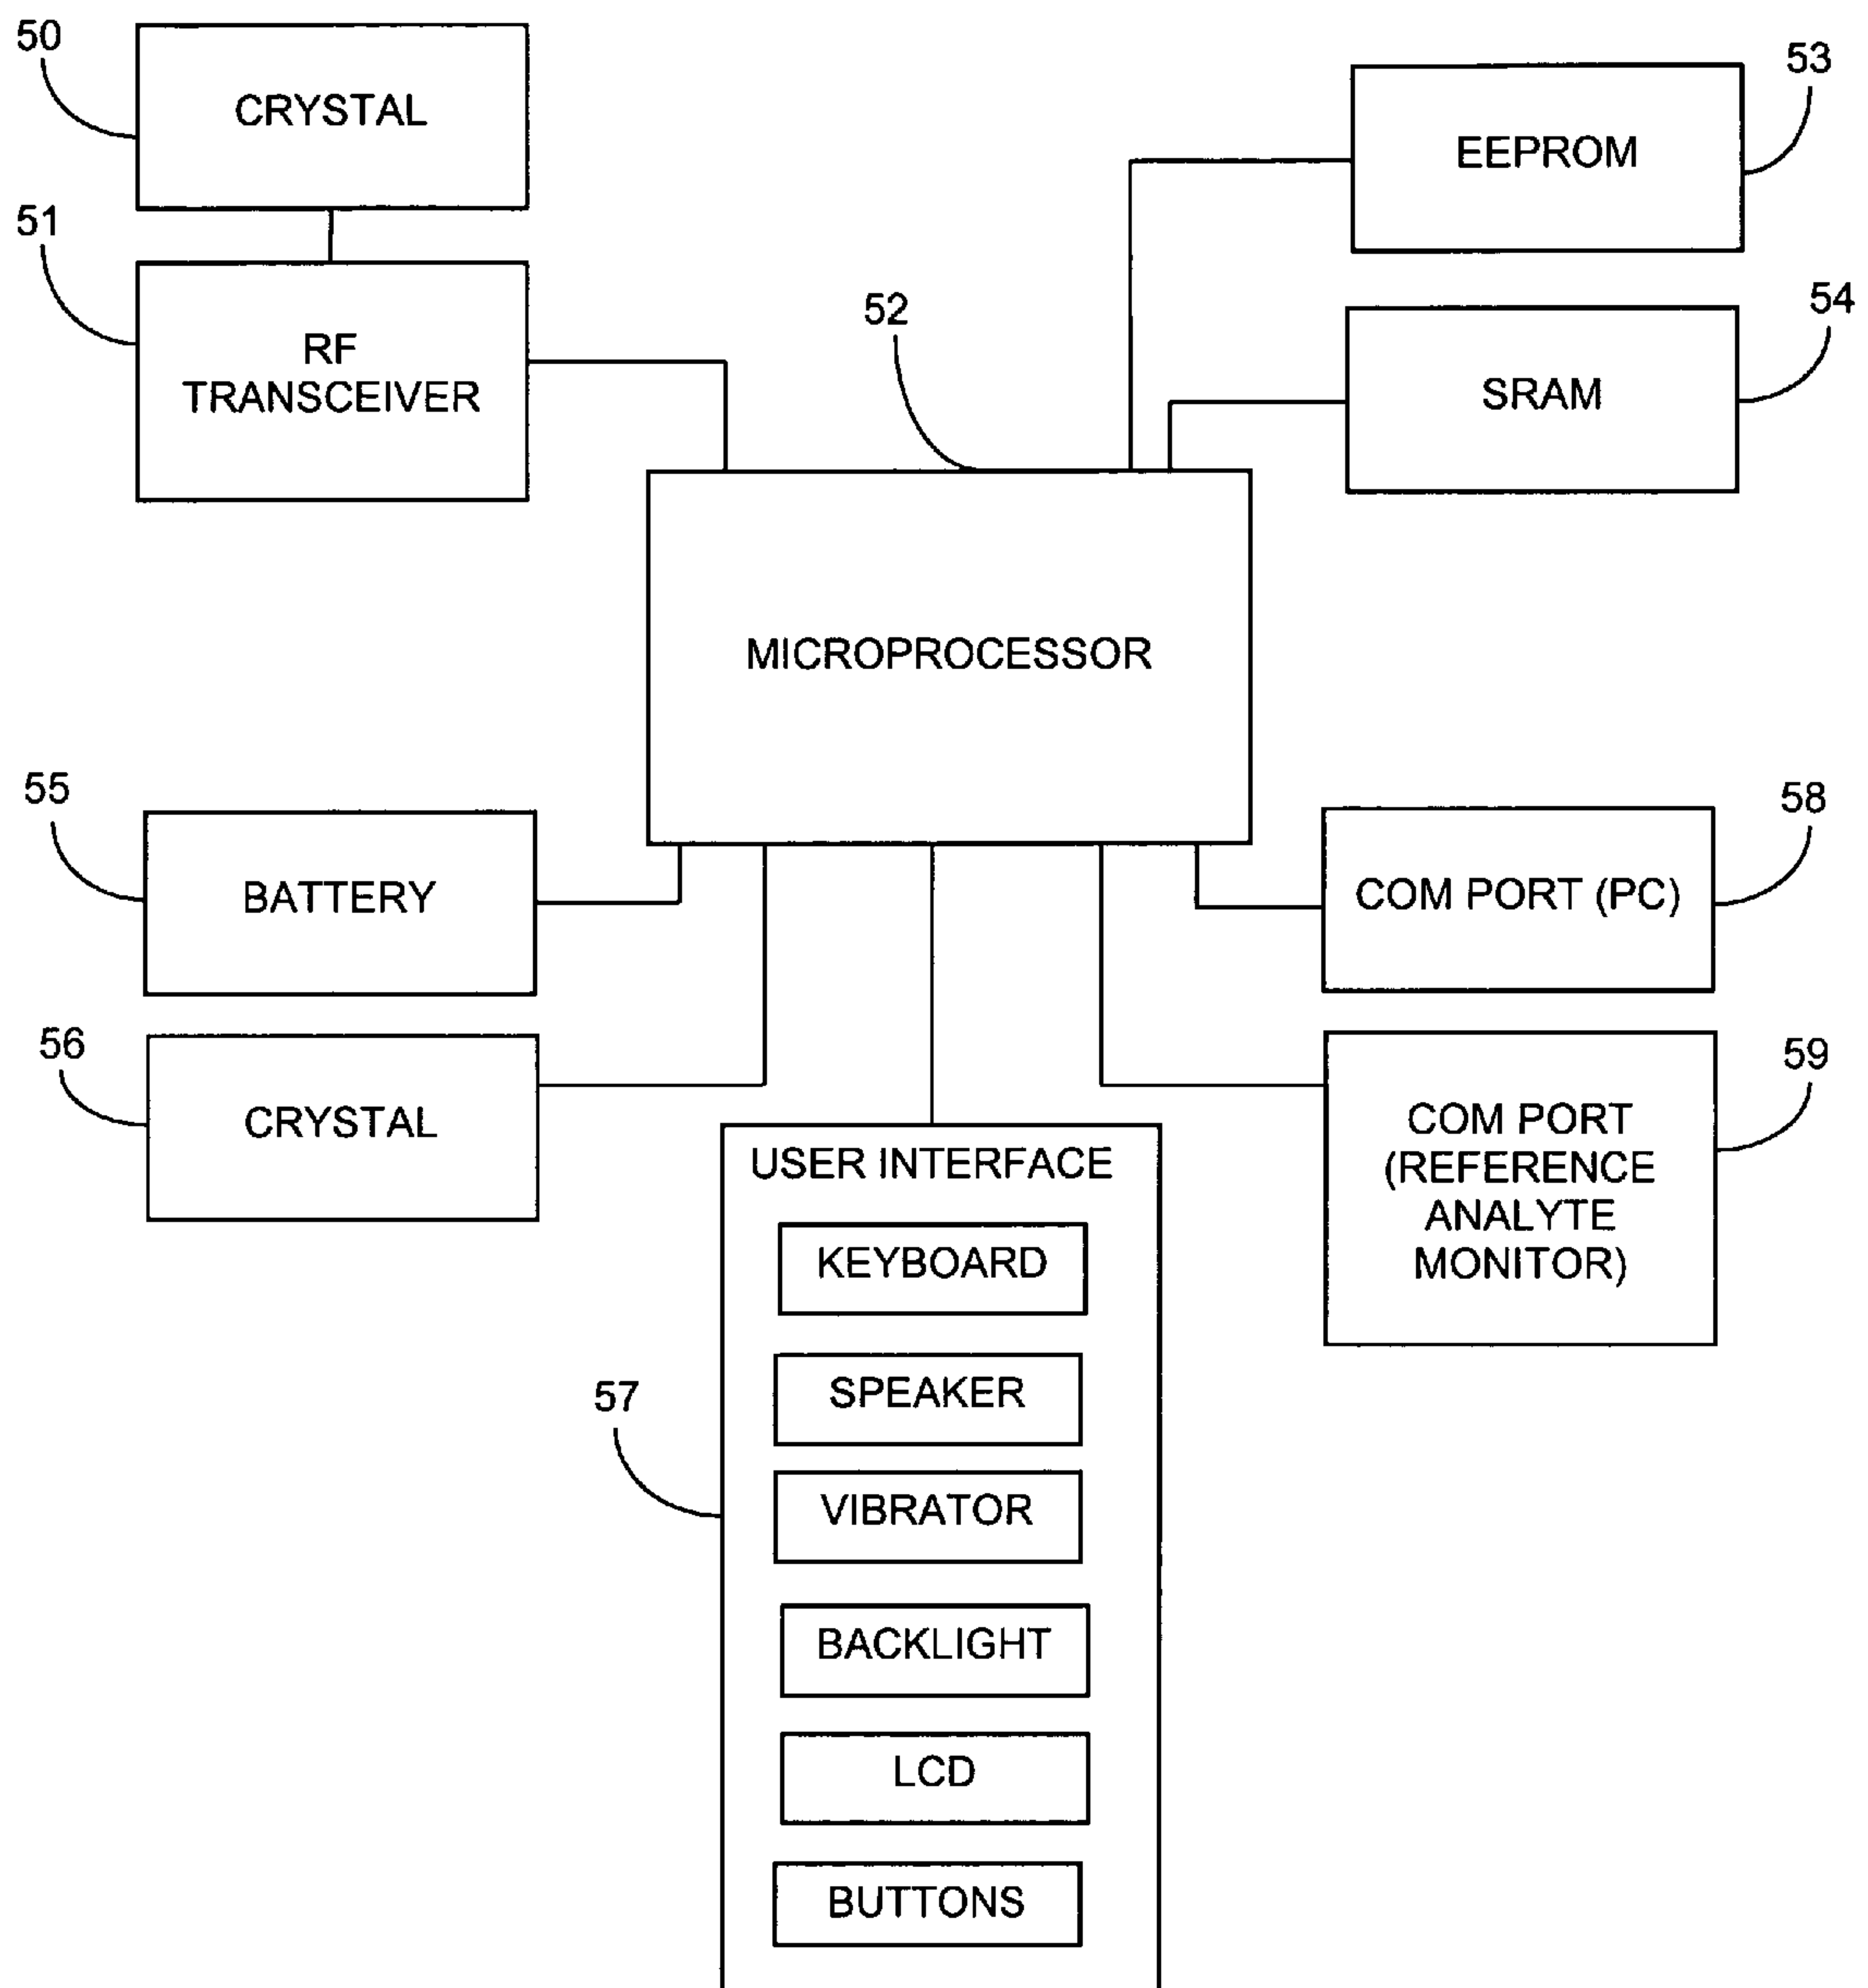 50
CRYSTAL
53
EEPROM
51
RF
TRANSCEIVER
52
54
SRAM
MICROPROCESSOR
55
BATTERY
58
COM PORT (PC)
56
CRYSTAL
59
COM PORT
(REFERENCE
ANALYTE
MONITOR)
USER INTERFACE
KEYBOARD
57
SPEAKER
VIBRATOR
BACKLIGHT
LCD
BUTTONS